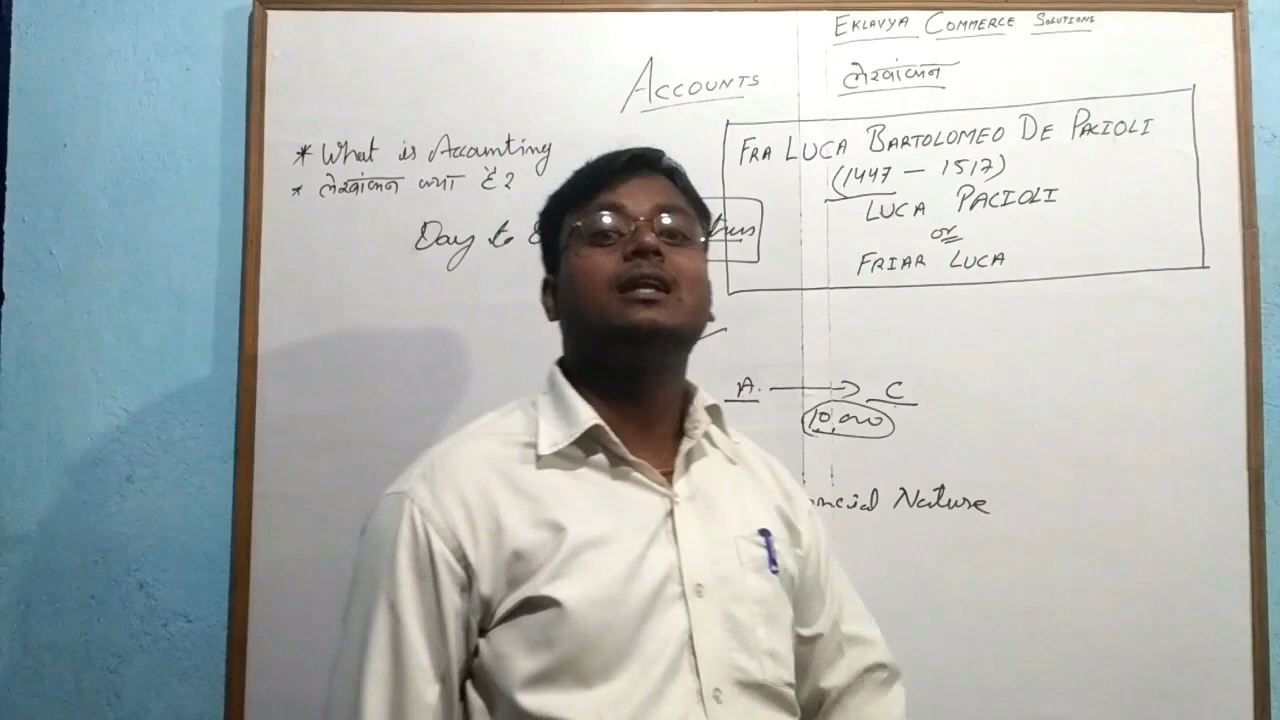 EKLAVYA COMMERCE SOLUTIONS
ACCOUNTS
लेखांकन
* What is Accounting
* लेखांकन क्या है?
Day to
FRA LUCA BARTOLOMEO DE PACIOLI
(1447 - 1517)
LUCA PACIOLI
or
FRIAR LUCA
A. → C
10,000
Nature